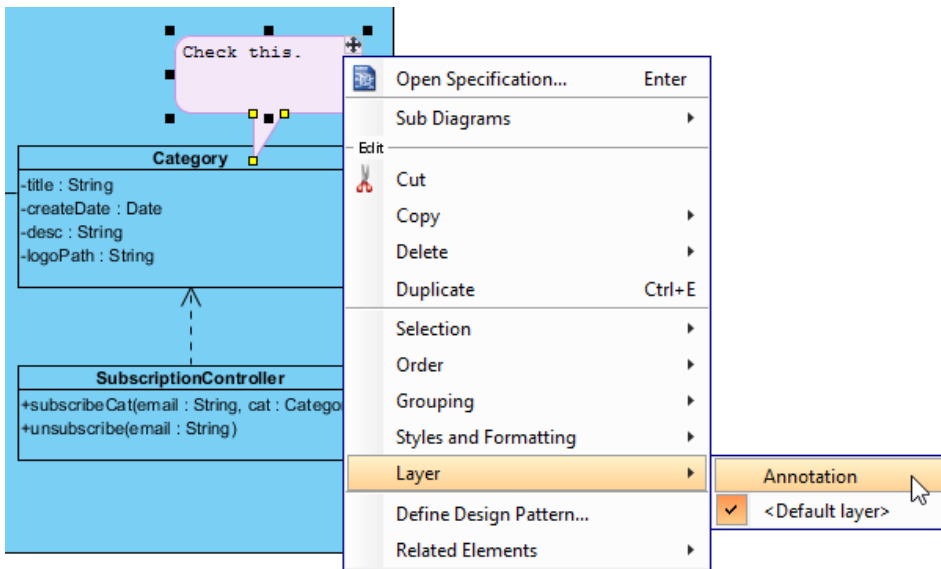 Check this.
Category
-title : String
-createDate : Date
-desc : String
-logoPath : String
SubscriptionController
+subscribeCat(email : String, cat : Catego
+unsubscribe(email : String)
Open Specification... Enter
Sub Diagrams
Edit
Cut
Copy
Delete
Duplicate Ctrl+E
Selection
Order
Grouping
Styles and Formatting
Layer
Define Design Pattern...
Related Elements
Annotation
<Default layer>